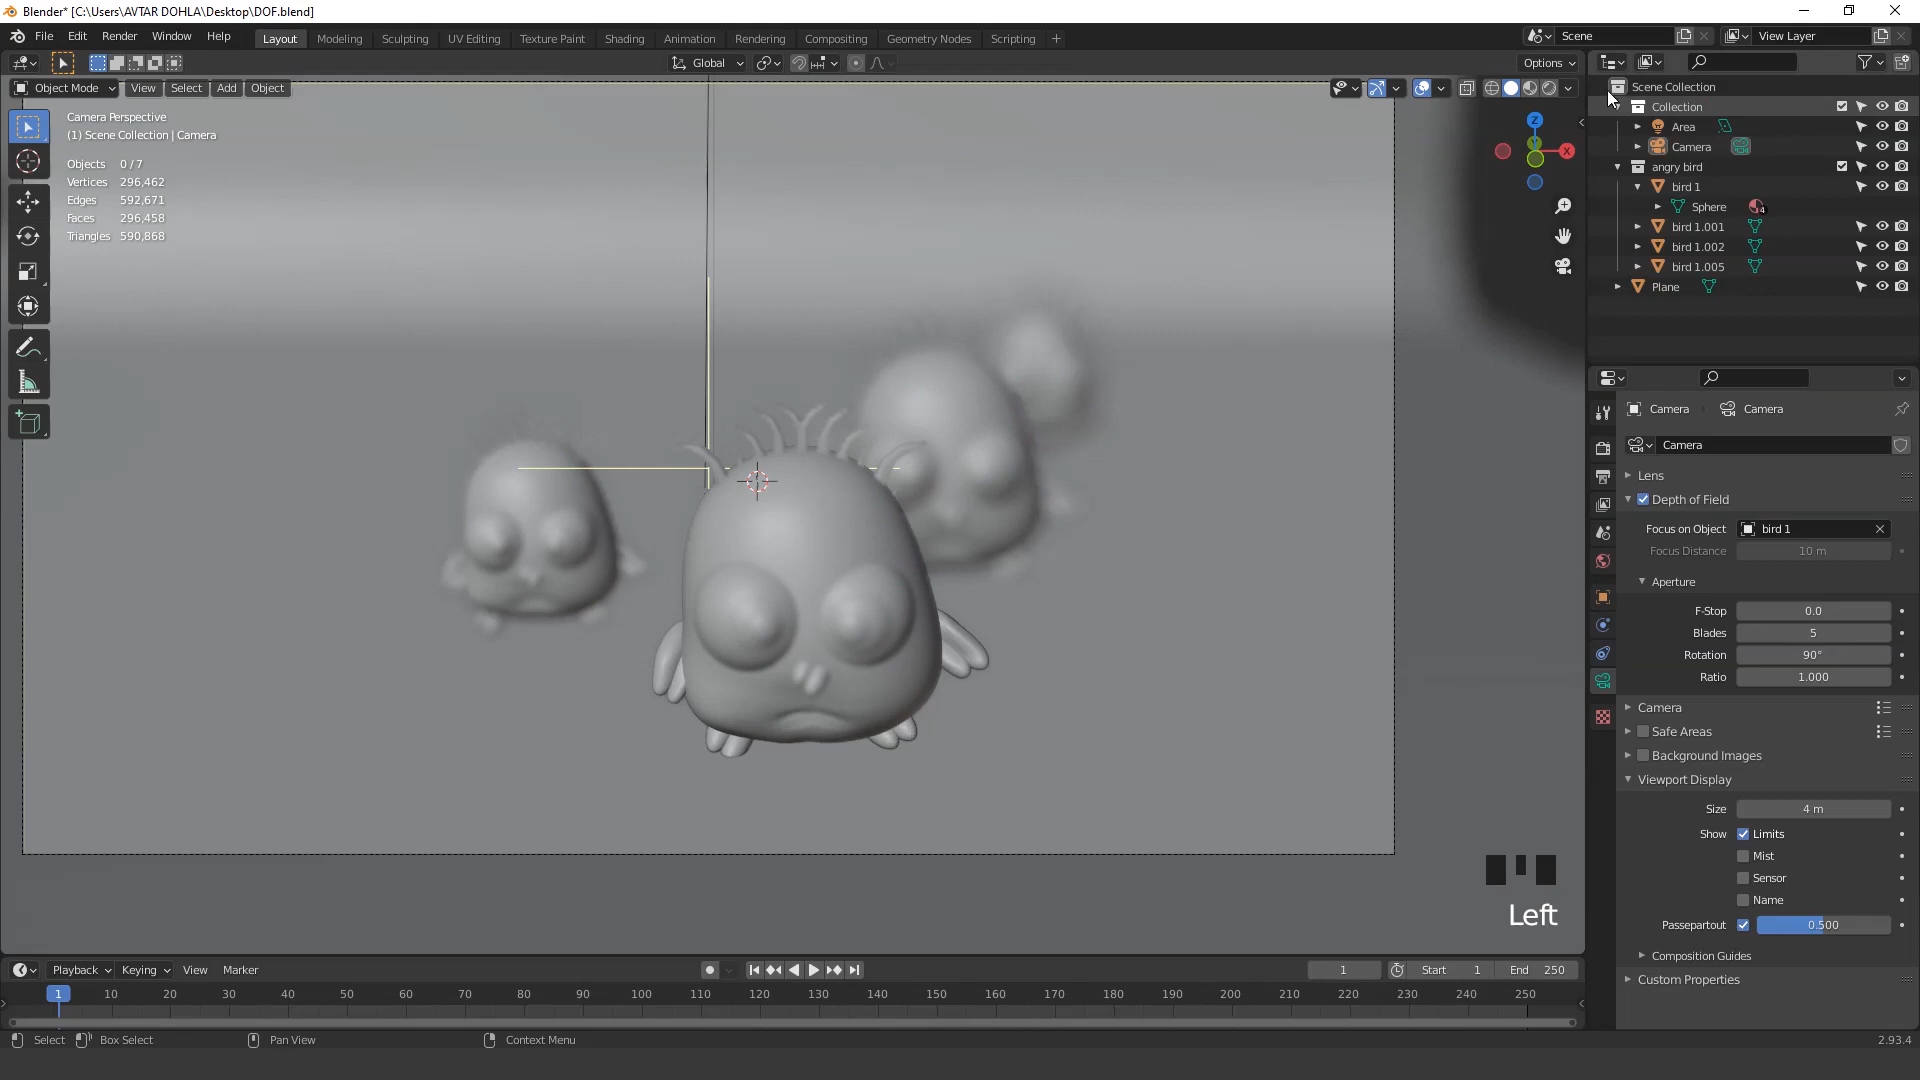 Blender* [C:\Users\AVTAR DOHLA\Desktop\DOF.blend]
File Edit Render Window Help
Layout Modeling Sculpting UV Editing Texture Paint Shading Animation Rendering Compositing Geometry Nodes Scripting +
Scene
View Layer
Global
Options
Object Mode View Select Add Object
Camera Perspective
(1) Scene Collection | Camera
Objects 0 / 7
Vertices 296,462
Edges 592,671
Faces 296,458
Triangles 590,868
Z
Y
X
Scene Collection
Collection
Area
Camera
angry bird
bird 1
Sphere 4
bird 1.001
bird 1.002
bird 1.005
Plane
Camera Camera
Camera
Lens
Depth of Field
Focus on Object bird 1
Focus Distance 10 m
Aperture
F-Stop 0.0
Blades 5
Rotation 90°
Ratio 1.000
Camera
Safe Areas
Background Images
Viewport Display
Size 4 m
Show Limits
Mist
Sensor
Name
Passepartout 0.500
Composition Guides
Custom Properties
Left
Playback Keying View Marker
1 Start 1 End 250
1 10 20 30 40 50 60 70 80 90 100 110 120 130 140 150 160 170 180 190 200 210 220 230 240 250
Select Box Select Pan View Context Menu
2.93.4